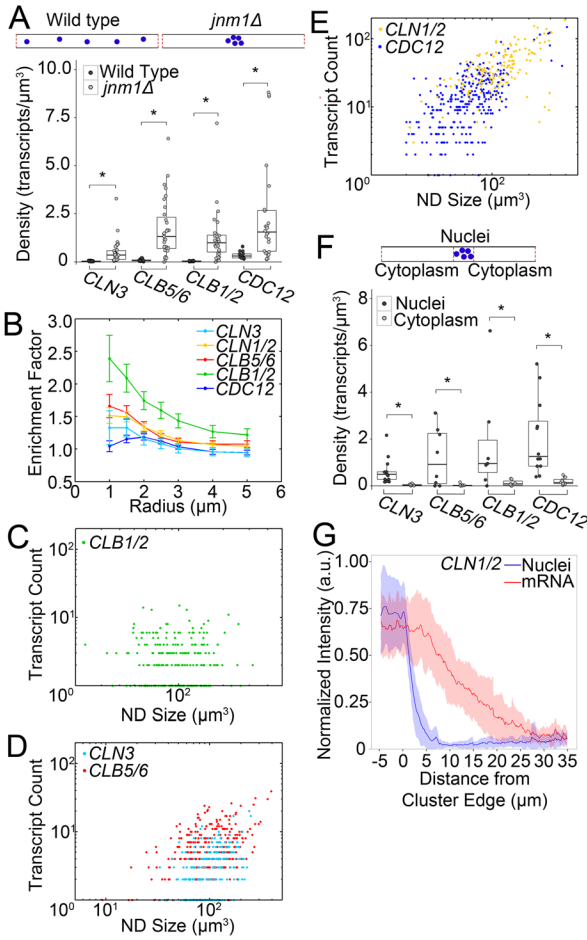 A
Wild type
jnm1Δ
Density (transcripts/µm³)
10.0
7.5
5.0
2.5
0.0
Wild Type
jnm1Δ
*
*
*
*
CLN3
CLB5/6
CLB1/2
CDC12
B
Enrichment Factor
3.0
2.5
2.0
1.5
1.0
CLN3
CLN1/2
CLB5/6
CLB1/2
CDC12
0
1
2
3
4
5
6
Radius (µm)
C
Transcript Count
10²
10¹
10⁰
CLB1/2
10²
ND Size (µm³)
D
Transcript Count
10²
10¹
10⁰
CLN3
CLB5/6
10¹
10²
ND Size (µm³)
E
Transcript Count
10²
10¹
10⁰
CLN1/2
CDC12
10²
ND Size (µm³)
F
Nuclei
Cytoplasm
Cytoplasm
Density (transcripts/µm³)
8
6
4
2
0
Nuclei
Cytoplasm
*
*
*
*
CLN3
CLB5/6
CLB1/2
CDC12
G
Normalized Intensity (a.u.)
1.00
0.75
0.50
0.25
0
CLN1/2
Nuclei
mRNA
-5
0
5
10
15
20
25
30
35
Distance from
Cluster Edge (µm)